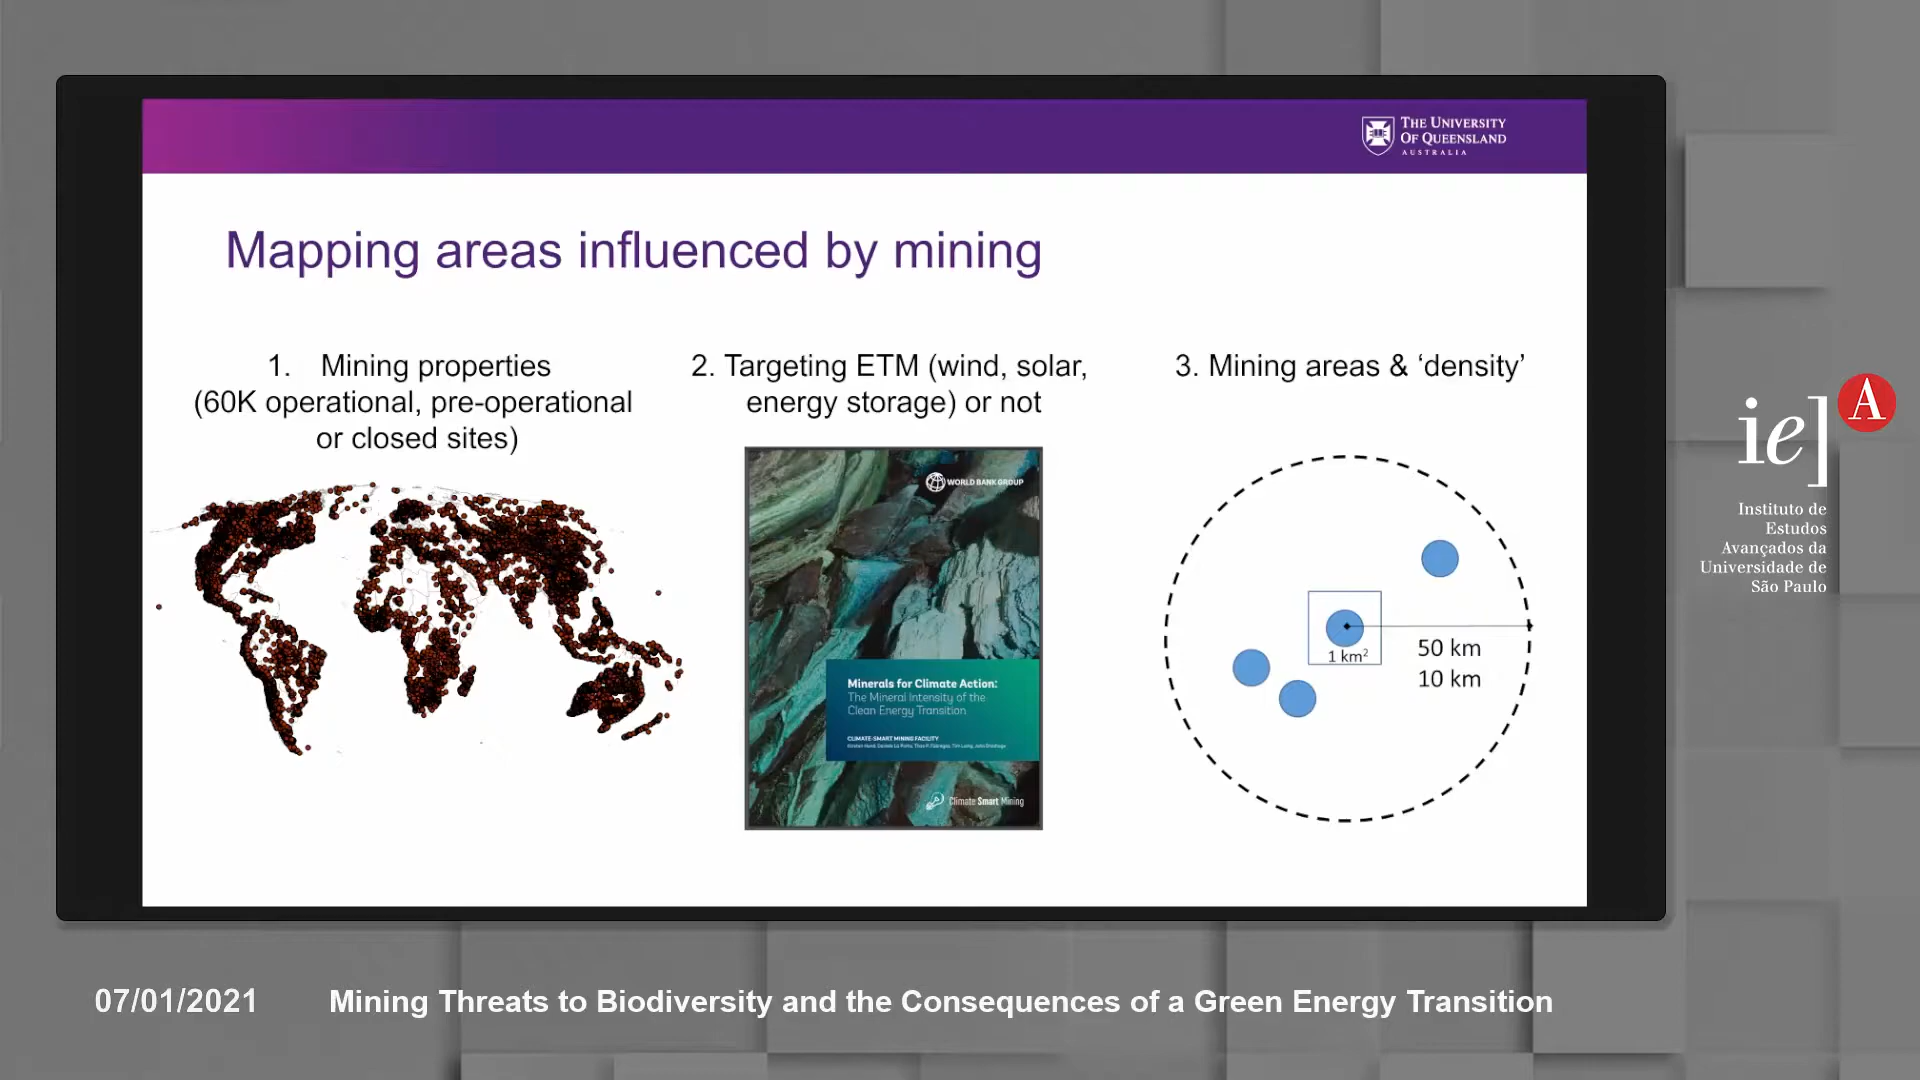 THE UNIVERSITY
OF QUEENSLAND
AUSTRALIA
Mapping areas influenced by mining
1. Mining properties
(60K operational, pre-operational
or closed sites)
2. Targeting ETM (wind, solar,
energy storage) or not
WORLD BANK GROUP
Minerals for Climate Action:
The Mineral Intensity of the
Clean Energy Transition
CLIMATE-SMART MINING FACILITY
Climate Smart Mining
3. Mining areas & ‘density’
1 km²
50 km
10 km
ie]A
Instituto de
Estudos
Avançados da
Universidade de
São Paulo
07/01/2021
Mining Threats to Biodiversity and the Consequences of a Green Energy Transition